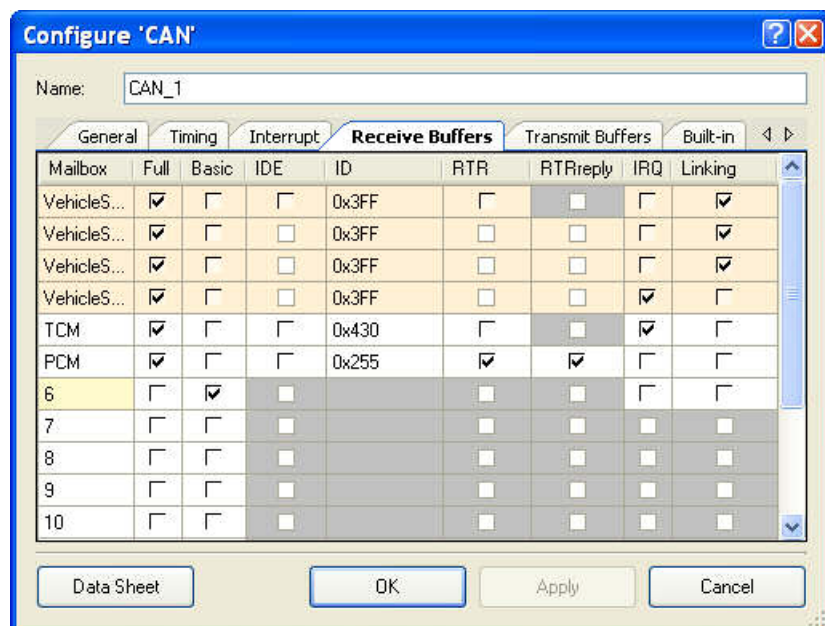 Configure 'CAN'
Name: CAN_1
General Timing Interrupt Receive Buffers Transmit Buffers Built-in
Mailbox Full Basic IDE ID RTR RTRreply IRQ Linking
VehicleS... 0x3FF
VehicleS... 0x3FF
VehicleS... 0x3FF
VehicleS... 0x3FF
TCM 0x430
PCM 0x255
6
7
8
9
10
Data Sheet OK Apply Cancel